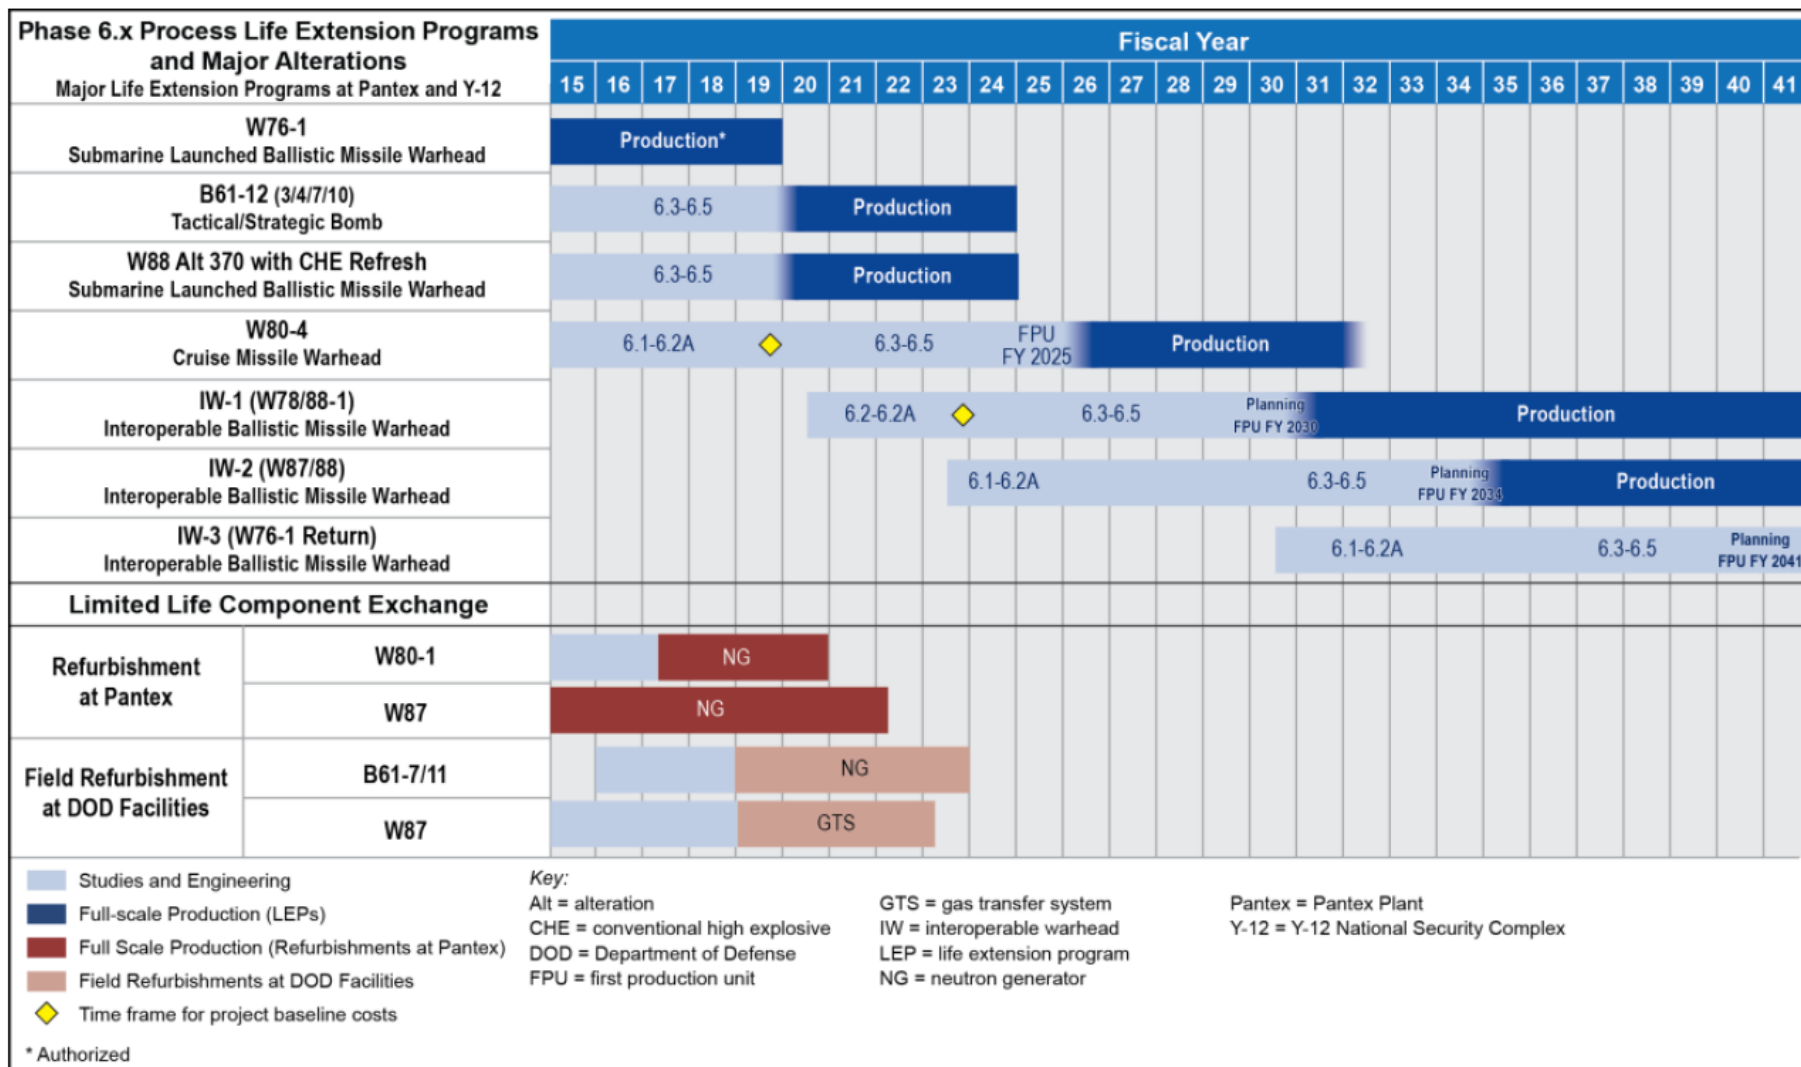 Phase 6.x Process Life Extension Programs
and Major Alterations
Major Life Extension Programs at Pantex and Y-12
Fiscal Year
15 16 17 18 19 20 21 22 23 24 25 26 27 28 29 30 31 32 33 34 35 36 37 38 39 40 41
W76-1
Submarine Launched Ballistic Missile Warhead
Production*
B61-12 (3/4/7/10)
Tactical/Strategic Bomb
6.3-6.5 Production
W88 Alt 370 with CHE Refresh
Submarine Launched Ballistic Missile Warhead
6.3-6.5 Production
W80-4
Cruise Missile Warhead
6.1-6.2A 6.3-6.5 FPU
FY 2025
Production
IW-1 (W78/88-1)
Interoperable Ballistic Missile Warhead
6.2-6.2A 6.3-6.5 Planning
FPU FY 2030
Production
IW-2 (W87/88)
Interoperable Ballistic Missile Warhead
6.1-6.2A 6.3-6.5 Planning
FPU FY 2034
Production
IW-3 (W76-1 Return)
Interoperable Ballistic Missile Warhead
6.1-6.2A 6.3-6.5 Planning
FPU FY 2041
Limited Life Component Exchange
Refurbishment
at Pantex
W80-1 NG
W87 NG
Field Refurbishment
at DOD Facilities
B61-7/11 NG
W87 GTS
Studies and Engineering
Full-scale Production (LEPs)
Full Scale Production (Refurbishments at Pantex)
Field Refurbishments at DOD Facilities
Time frame for project baseline costs
* Authorized
Key:
Alt = alteration
CHE = conventional high explosive
DOD = Department of Defense
FPU = first production unit
GTS = gas transfer system
IW = interoperable warhead
LEP = life extension program
NG = neutron generator
Pantex = Pantex Plant
Y-12 = Y-12 National Security Complex